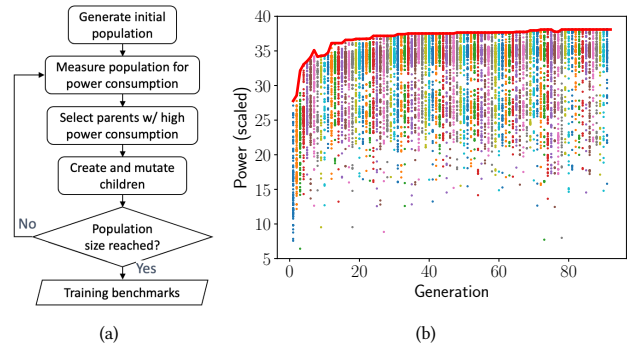 Generate initial
population
Measure population for
power consumption
Select parents w/ high
power consumption
Create and mutate
children
No
Population
size reached?
Yes
Training benchmarks
(a)
Power (scaled)
40
35
30
25
20
15
10
5
0
20
40
60
80
Generation
(b)